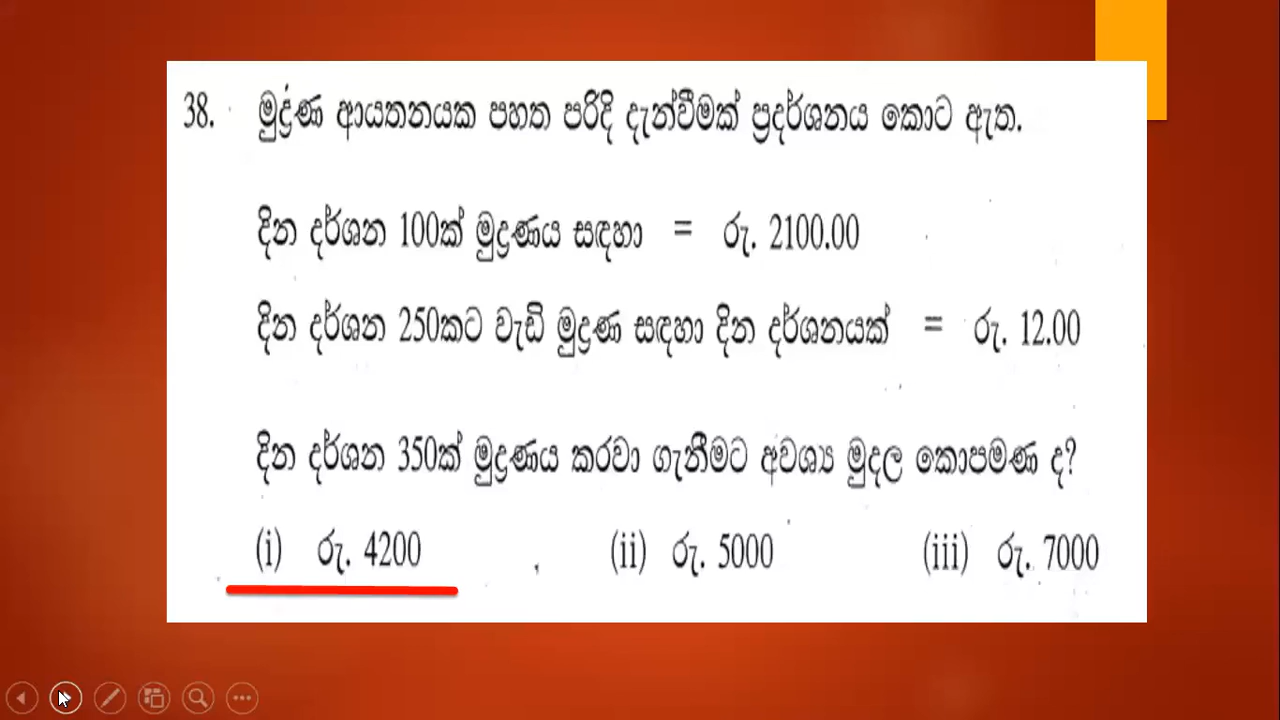 38. මුද්‍රණ ආයතනයක පහත පරිදි දැන්වීමක් ප්‍රදර්ශනය කොට ඇත.
දින දර්ශන 100ක් මුද්‍රණය සඳහා = රු. 2100.00
දින දර්ශන 250කට වැඩි මුද්‍රණ සඳහා දින දර්ශනයක් = රු. 12.00
දින දර්ශන 350ක් මුද්‍රණය කරවා ගැනීමට අවශ්‍ය මුදල කොපමණ ද?
(i) රු. 4200 (ii) රු. 5000 (iii) රු. 7000